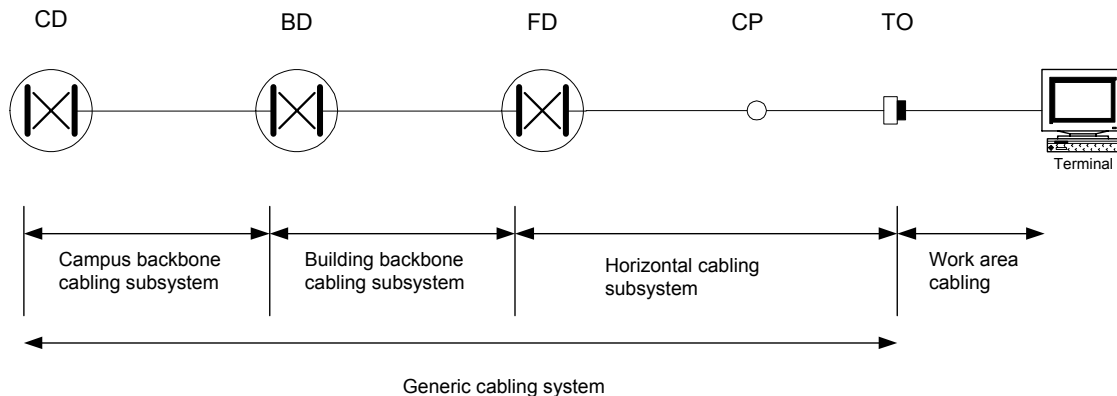 CD
BD
FD
CP
TO
Terminal
Campus backbone
cabling subsystem
Building backbone
cabling subsystem
Horizontal cabling
subsystem
Work area
cabling
Generic cabling system